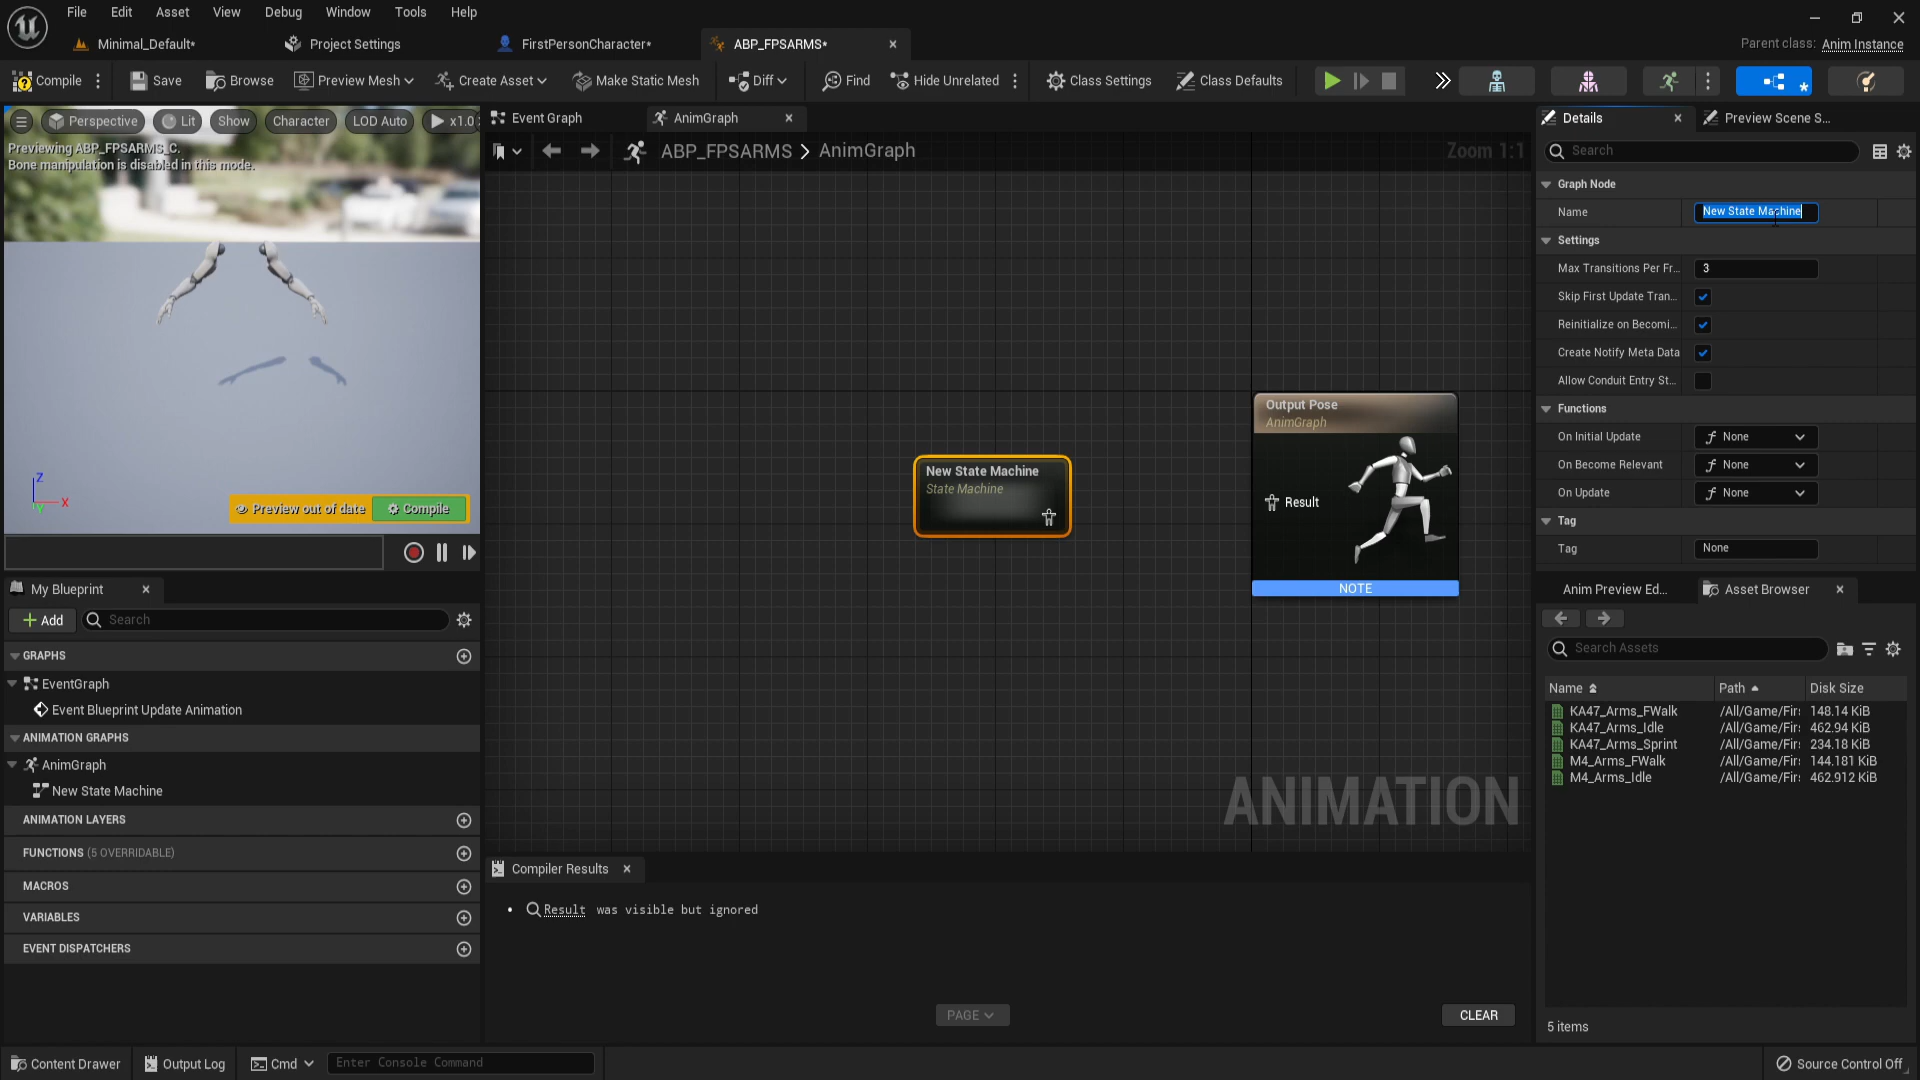 File Edit Asset View Debug Window Tools Help
Minimal_Default* Project Settings FirstPersonCharacter* ABP_FPSARMS* Parent class: Anim Instance
Compile Save Browse Preview Mesh Create Asset Make Static Mesh Diff Find Hide Unrelated Class Settings Class Defaults
Perspective Lit Show Character LOD Auto x1.0
Previewing ABP_FPSARMS_C.
Bone manipulation is disabled in this mode.
Z
X
Y
Preview out of date Compile
My Blueprint
Add Search
GRAPHS
EventGraph
Event Blueprint Update Animation
ANIMATION GRAPHS
AnimGraph
New State Machine
ANIMATION LAYERS
FUNCTIONS (5 OVERRIDABLE)
MACROS
VARIABLES
EVENT DISPATCHERS
Event Graph AnimGraph
ABP_FPSARMS > AnimGraph Zoom 1:1
New State Machine
State Machine
Output Pose
AnimGraph
Result
NOTE
ANIMATION
Compiler Results
• Result was visible but ignored
PAGE CLEAR
Details Preview Scene S...
Search
Graph Node
Name New State Machine
Settings
Max Transitions Per Fr... 3
Skip First Update Tran...
Reinitialize on Becomi...
Create Notify Meta Data
Allow Conduit Entry St...
Functions
On Initial Update None
On Become Relevant None
On Update None
Tag
Tag None
Anim Preview Ed... Asset Browser
Search Assets
Name Path Disk Size
KA47_Arms_FWalk /All/Game/Fir 148.14 KiB
KA47_Arms_Idle /All/Game/Fir 462.94 KiB
KA47_Arms_Sprint /All/Game/Fir 234.18 KiB
M4_Arms_FWalk /All/Game/Fir 144.181 KiB
M4_Arms_Idle /All/Game/Fir 462.912 KiB
5 items
Content Drawer Output Log Cmd Enter Console Command Source Control Off